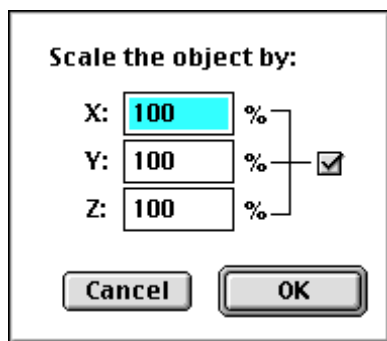 Scale the object by:
X: 100 %
Y: 100 %
Z: 100 %
Cancel OK